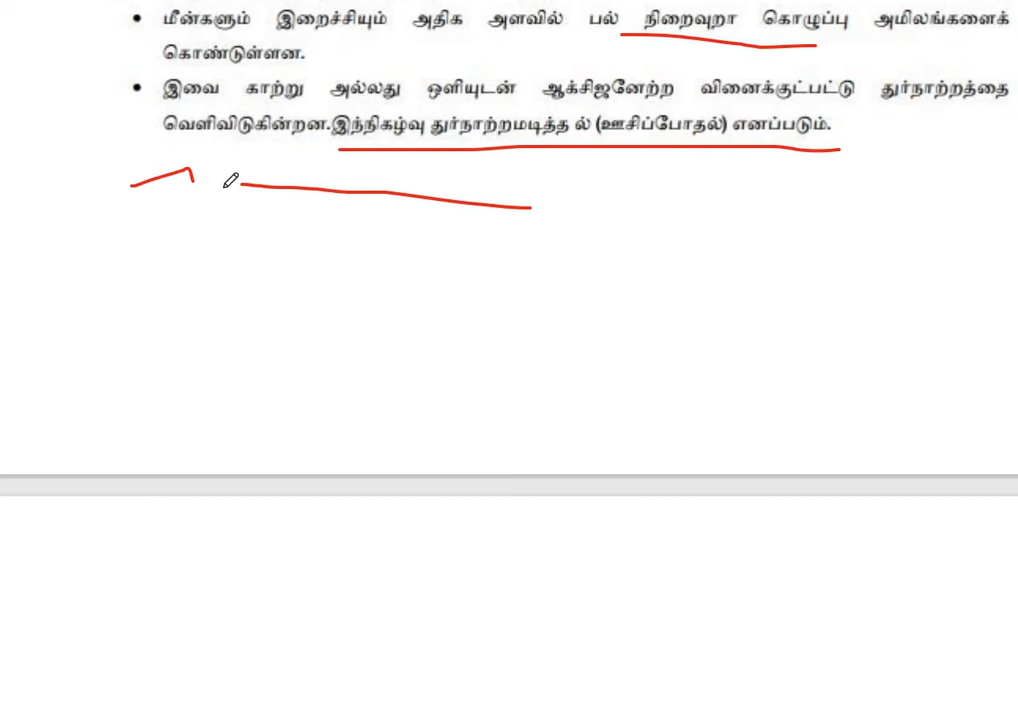 • மீன்களும் இறைச்சியும் அதிக அளவில் பல் நிறைவுறா கொழுப்பு அமிலங்களைக்
கொண்டுள்ளன.
• இவை காற்று அல்லது ஒளியுடன் ஆக்சிஜனேற்ற வினைக்குட்பட்டு துர்நாற்றத்தை
வெளிவிடுகின்றன.இந்நிகழ்வு துர்நாற்றமடித்த ல் (ஊசிப்போதல்) எனப்படும்.